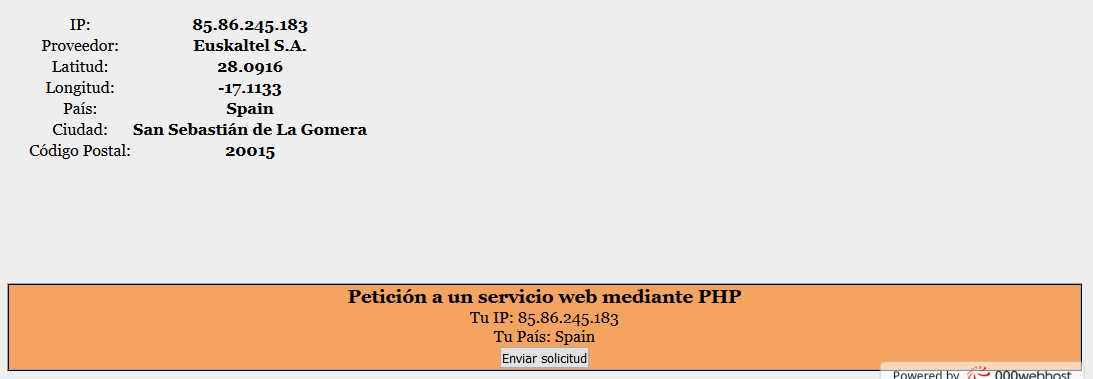 IP: 85.86.245.183
Proveedor: Euskaltel S.A.
Latitud: 28.0916
Longitud: -17.1133
País: Spain
Ciudad: San Sebastián de La Gomera
Código Postal: 20015
Petición a un servicio web mediante PHP
Tu IP: 85.86.245.183
Tu País: Spain
Enviar solicitud
Powered by 000webhost